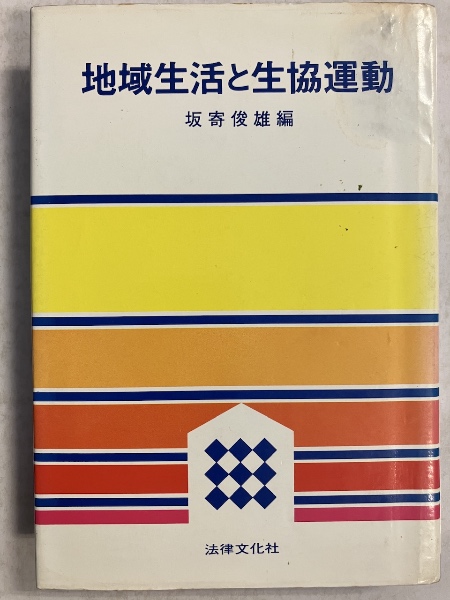 地域生活と生協運動
坂寄俊雄編
法律文化社